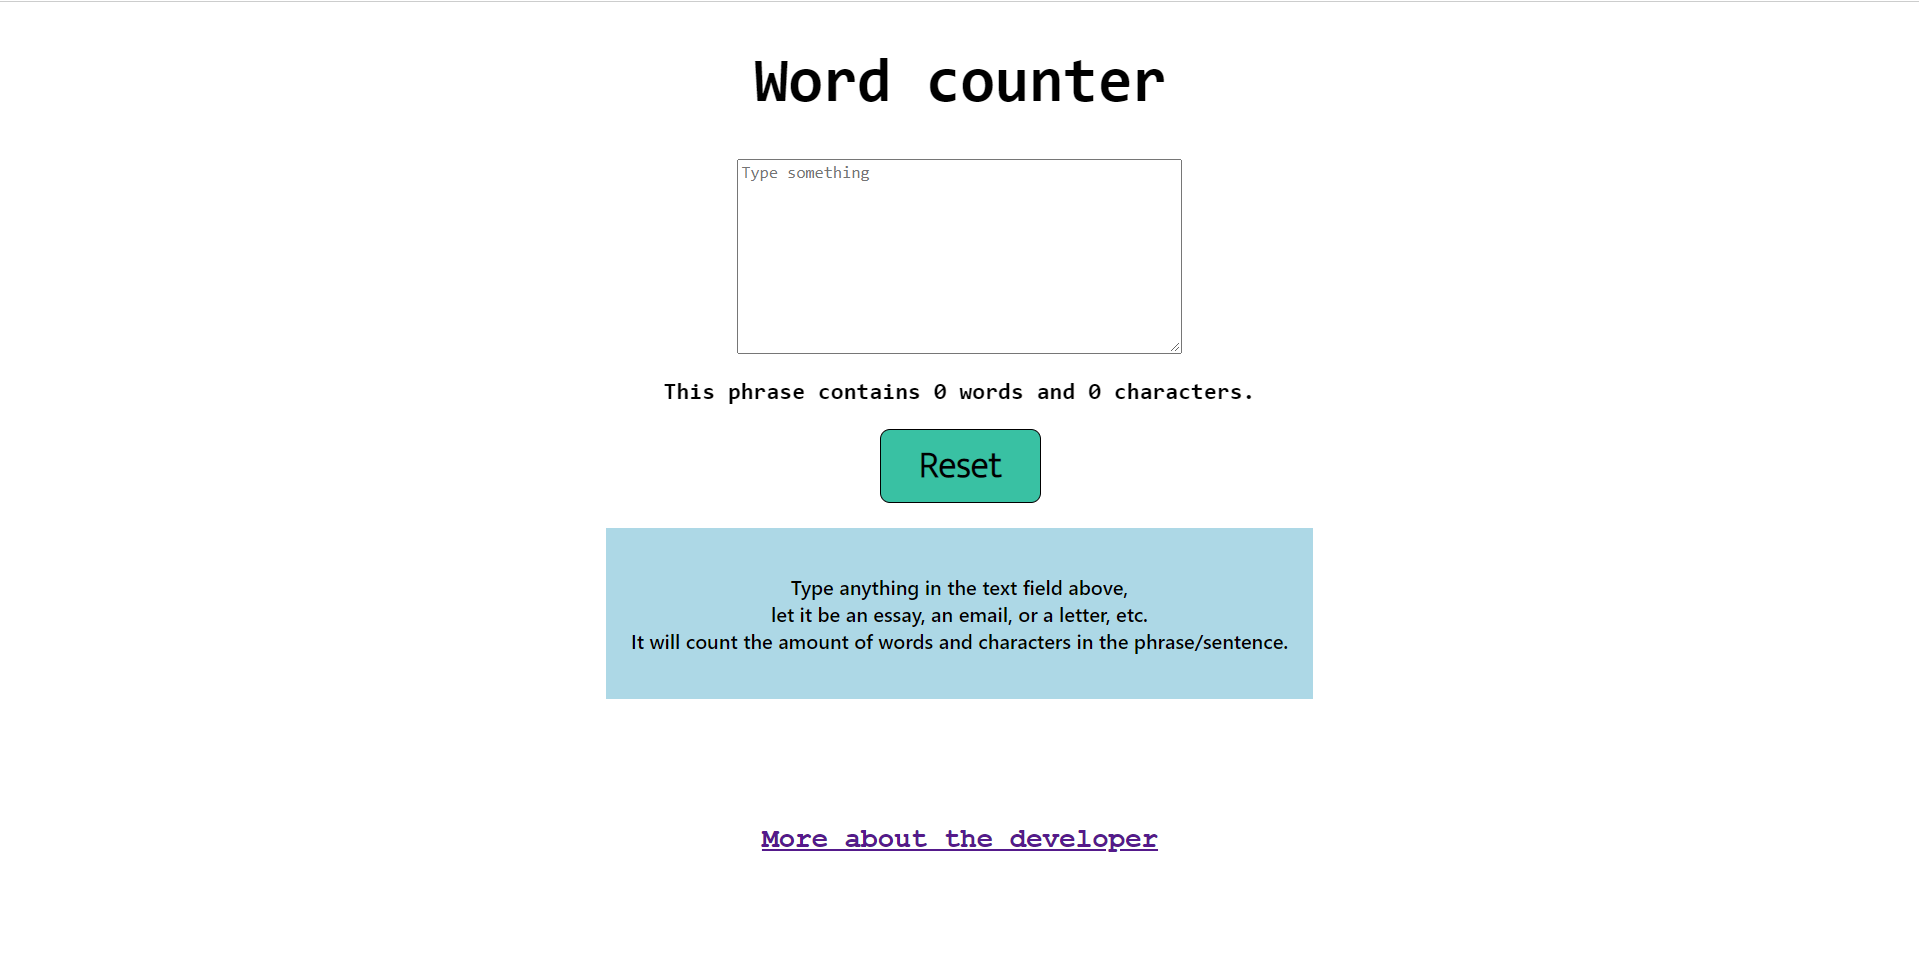 Word counter
Type something
This phrase contains 0 words and 0 characters.
Reset
Type anything in the text field above,
let it be an essay, an email, or a letter, etc.
It will count the amount of words and characters in the phrase/sentence.
More about the developer